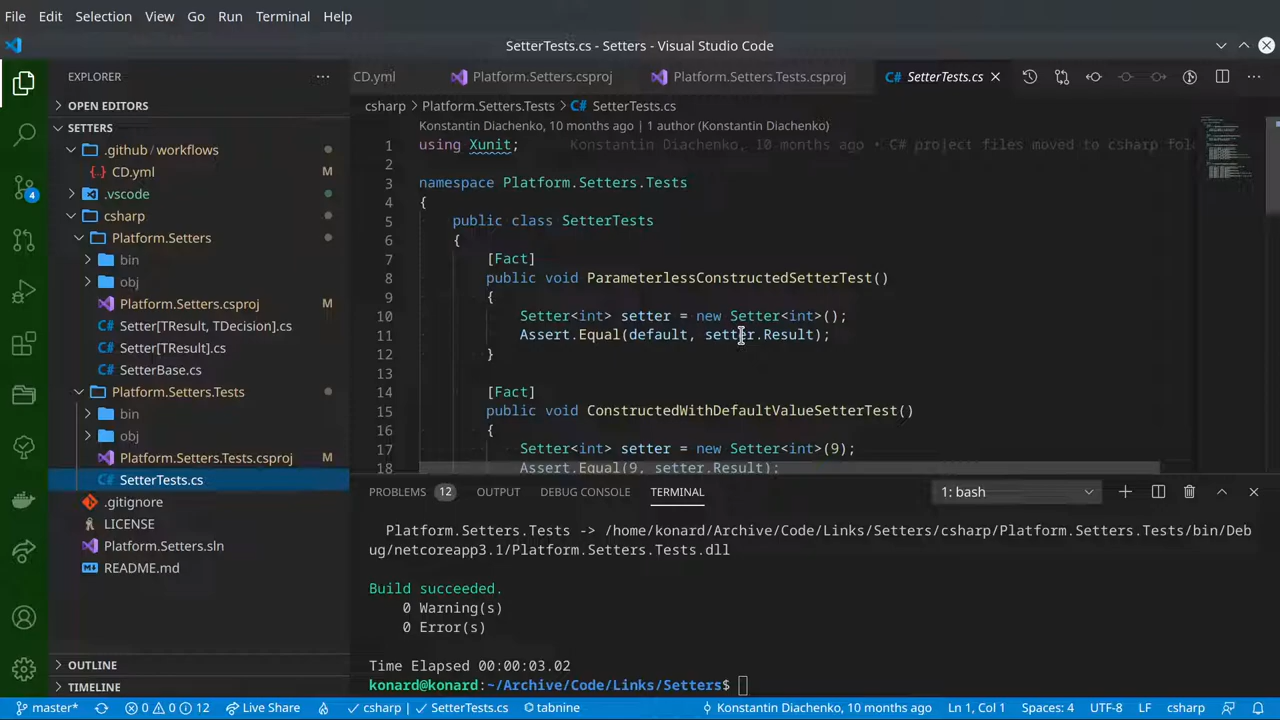 File Edit Selection View Go Run Terminal Help
SetterTests.cs - Setters - Visual Studio Code
EXPLORER
CD.yml Platform.Setters.csproj Platform.Setters.Tests.csproj C# SetterTests.cs
OPEN EDITORS
SETTERS
.github / workflows
CD.yml M
.vscode
csharp
Platform.Setters
bin
obj
Platform.Setters.csproj M
C# Setter[TResult, TDecision].cs
C# Setter[TResult].cs
C# SetterBase.cs
Platform.Setters.Tests
bin
obj
Platform.Setters.Tests.csproj M
C# SetterTests.cs
.gitignore
LICENSE
Platform.Setters.sln
README.md
OUTLINE
TIMELINE
4
csharp > Platform.Setters.Tests > C# SetterTests.cs
Konstantin Diachenko, 10 months ago | 1 author (Konstantin Diachenko)
1 using Xunit; Konstantin Diachenko, 10 months ago • C# project files moved to csharp fol
2
3 namespace Platform.Setters.Tests
4 {
5 public class SetterTests
6 {
7 [Fact]
8 public void ParameterlessConstructedSetterTest()
9 {
10 Setter<int> setter = new Setter<int>();
11 Assert.Equal(default, setter.Result);
12 }
13
14 [Fact]
15 public void ConstructedWithDefaultValueSetterTest()
16 {
17 Setter<int> setter = new Setter<int>(9);
18 Assert.Equal(9, setter.Result);
PROBLEMS 12 OUTPUT DEBUG CONSOLE TERMINAL 1: bash
Platform.Setters.Tests -> /home/konard/Archive/Code/Links/Setters/csharp/Platform.Setters.Tests/bin/Deb
ug/netcoreapp3.1/Platform.Setters.Tests.dll
Build succeeded.
0 Warning(s)
0 Error(s)
Time Elapsed 00:00:03.02
konard@konard:~/Archive/Code/Links/Setters$
master* 0 0 12 Live Share csharp | SetterTests.cs tabnine Konstantin Diachenko, 10 months ago Ln 1, Col 1 Spaces: 4 UTF-8 LF csharp